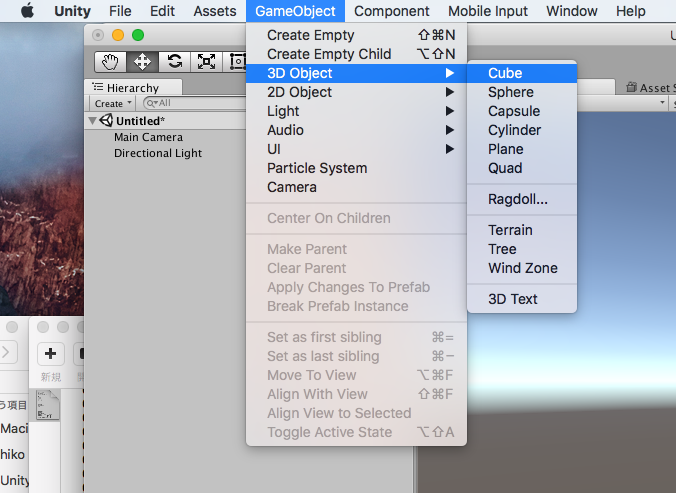 Unity File Edit Assets GameObject Component Mobile Input Window Help
Create Empty ⇧⌘N
Create Empty Child ⌥⇧N
3D Object ▶
2D Object ▶
Light ▶
Audio ▶
UI ▶
Particle System
Camera
Center On Children
Make Parent
Clear Parent
Apply Changes To Prefab
Break Prefab Instance
Set as first sibling ⌘=
Set as last sibling ⌘−
Move To View ⌥⌘F
Align With View ⇧⌘F
Align View to Selected
Toggle Active State ⌥⇧A
Cube
Sphere
Capsule
Cylinder
Plane
Quad
Ragdoll...
Terrain
Tree
Wind Zone
3D Text
Hierarchy
Create All
Untitled*
Main Camera
Directional Light
Asset S
新規
う項目
Maci
hiko
Unity